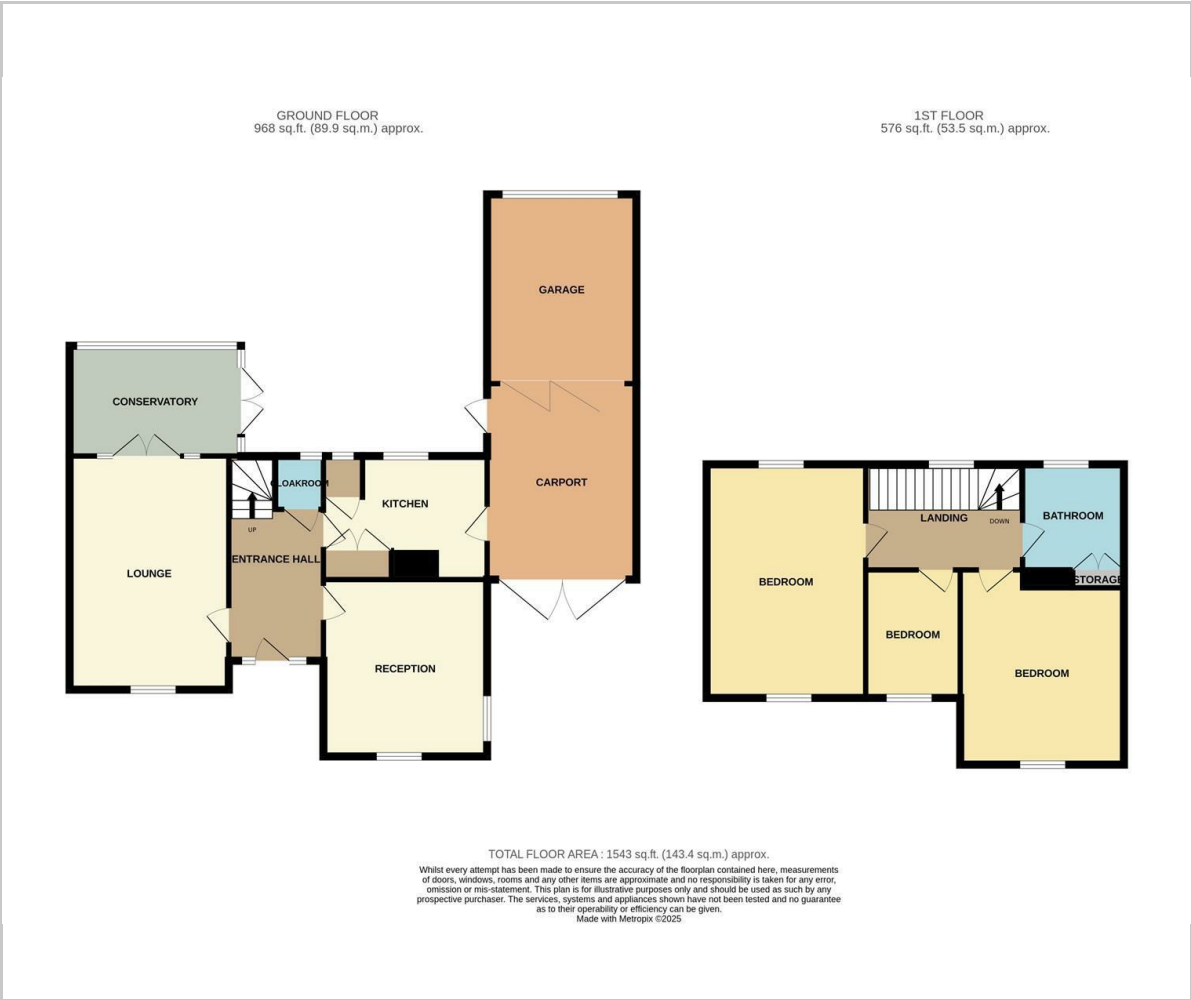 GROUND FLOOR
968 sq.ft. (89.9 sq.m.) approx.
1ST FLOOR
576 sq.ft. (53.5 sq.m.) approx.
GARAGE
CONSERVATORY
CLOAKROOM
KITCHEN
CARPORT
UP
ENTRANCE HALL
LOUNGE
RECEPTION
LANDING
DOWN
BATHROOM
STORAGE
BEDROOM
BEDROOM
BEDROOM
TOTAL FLOOR AREA : 1543 sq.ft. (143.4 sq.m.) approx.
Whilst every attempt has been made to ensure the accuracy of the floorplan contained here, measurements
of doors, windows, rooms and any other items are approximate and no responsibility is taken for any error,
omission or mis-statement. This plan is for illustrative purposes only and should be used as such by any
prospective purchaser. The services, systems and appliances shown have not been tested and no guarantee
as to their operability or efficiency can be given.
Made with Metropix ©2025